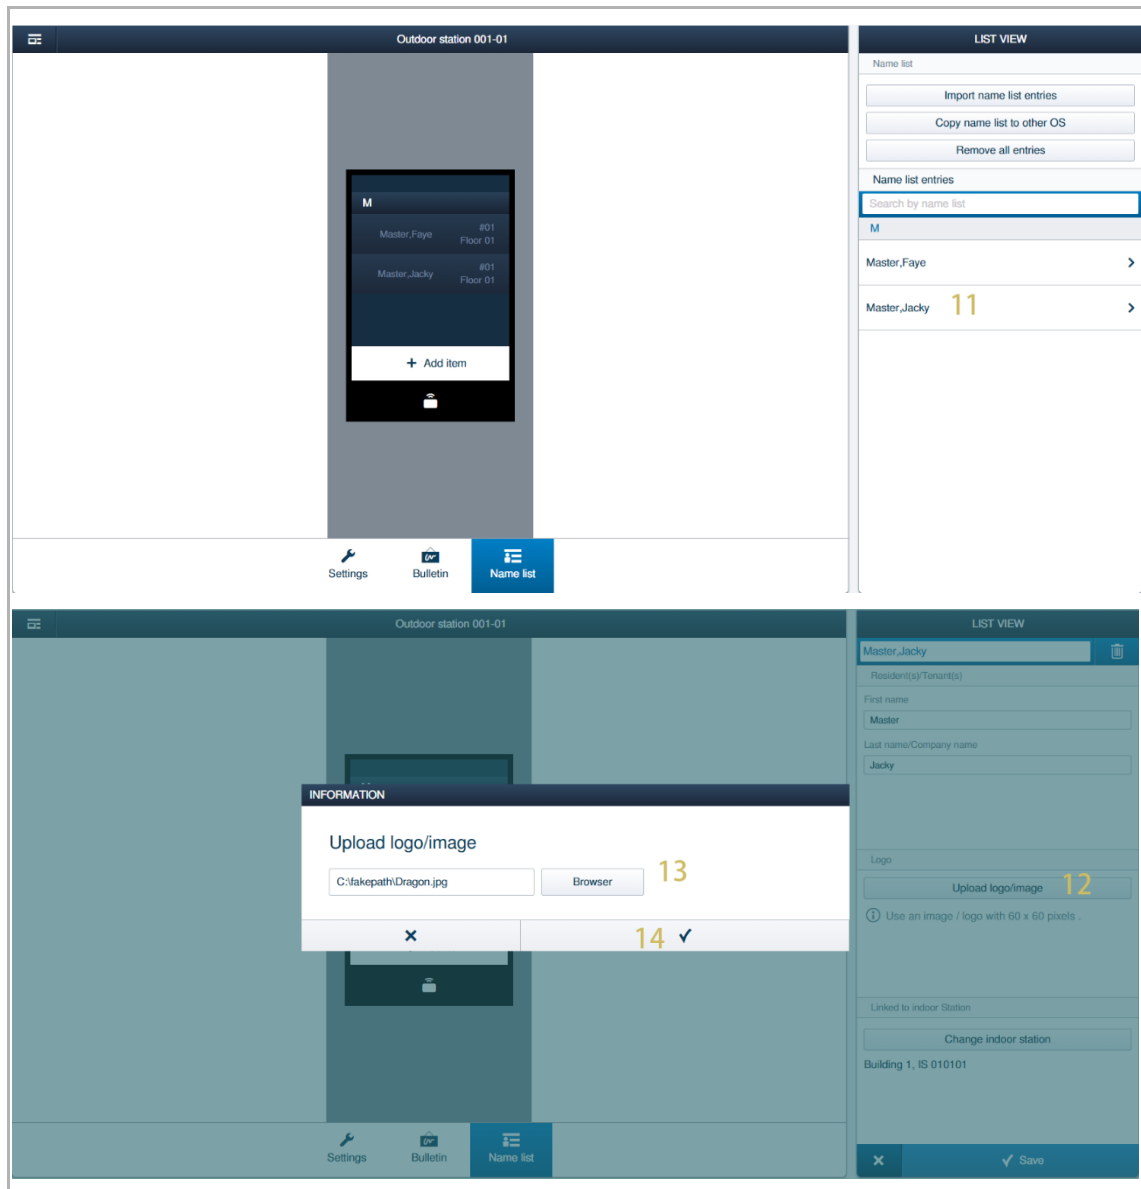 Outdoor station 001-01
LIST VIEW
Name list
Import name list entries
Copy name list to other OS
Remove all entries
Name list entries
Search by name list
M
Master,Faye
Master,Jacky 11
M
Master,Faye #01
Floor 01
Master,Jacky #01
Floor 01
+ Add item
Settings
Bulletin
Name list
Outdoor station 001-01
LIST VIEW
Master,Jacky
Resident(s)/Tenant(s)
First name
Master
Last name/Company name
Jacky
INFORMATION
Upload logo/image
C:\fakepath\Dragon.jpg
Browser 13
14
Logo
Upload logo/image 12
Use an image / logo with 60 x 60 pixels .
Linked to indoor Station
Change indoor station
Building 1, IS 010101
Settings
Bulletin
Name list
Save